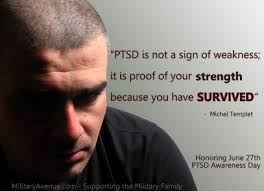 "PTSD is not a sign of weakness;
it is proof of your strength
because you have SURVIVED"
- Michel Templet
Honoring June 27th
PTSD Awareness Day
MilitaryAvenue.com - Supporting the Military Family